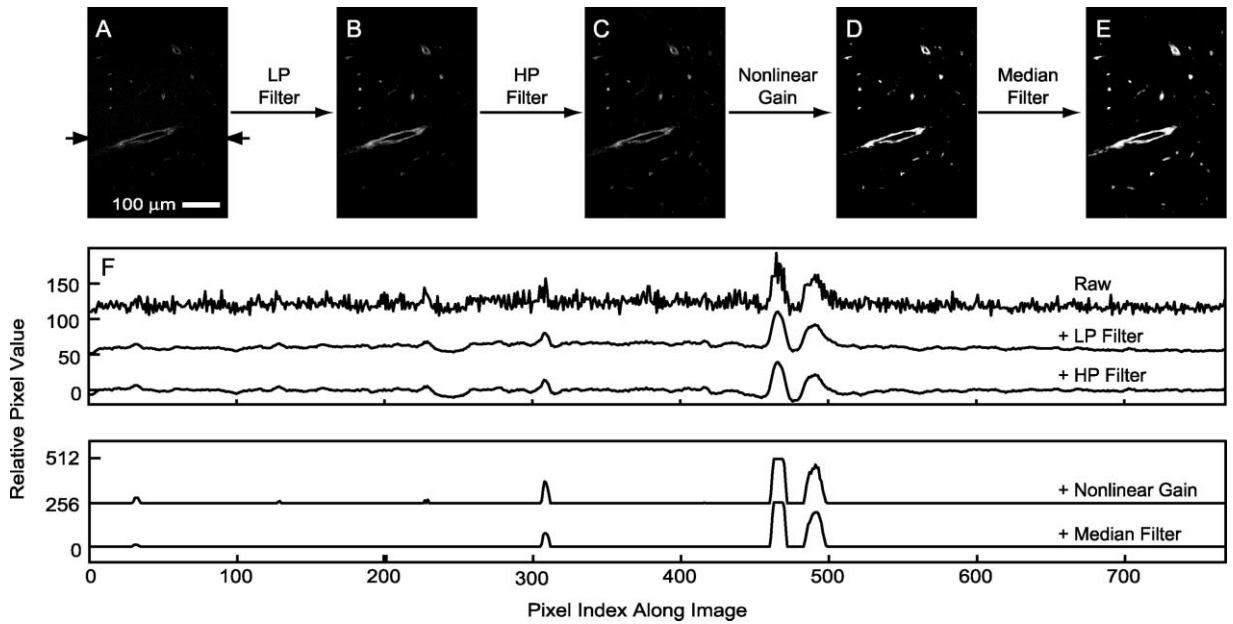 A
B
C
D
E
LP
Filter
HP
Filter
Nonlinear
Gain
Median
Filter
100 μm
F
150
100
50
0
Raw
+ LP Filter
+ HP Filter
Relative Pixel Value
512
256
0
+ Nonlinear Gain
+ Median Filter
0 100 200 300 400 500 600 700
Pixel Index Along Image